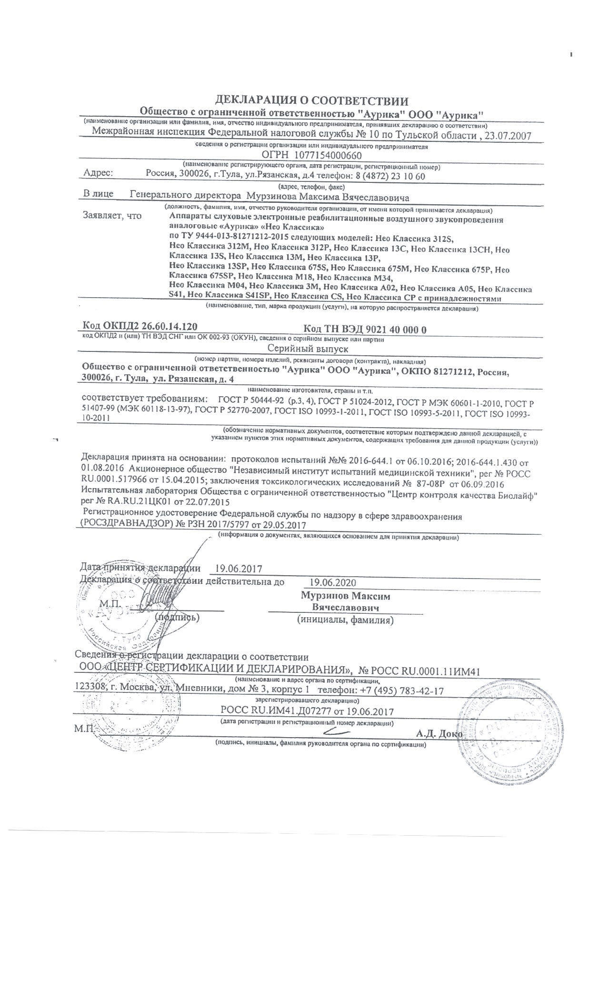 ДЕКЛАРАЦИЯ О СООТВЕТСТВИИ
Общество с ограниченной ответственностью "Аурика" ООО "Аурика"
(наименование организации или фамилия, имя, отчество индивидуального предпринимателя, принявших декларацию о соответствии)
Межрайонная инспекция Федеральной налоговой службы № 10 по Тульской области , 23.07.2007
сведения о регистрации организации или индивидуального предпринимателя
ОГРН 1077154000660
(наименование регистрирующего органа, дата регистрации, регистрационный номер)
Адрес: Россия, 300026, г.Тула, ул.Рязанская, д.4 телефон: 8 (4872) 23 10 60
(адрес, телефон, факс)
В лице Генерального директора Мурзинова Максима Вячеславовича
(должность, фамилия, имя, отчество руководителя организации, от имени которой принимается декларация)
Заявляет, что Аппараты слуховые электронные реабилитационные воздушного звукопроведения
аналоговые «Аурика» «Нео Классика»
по ТУ 9444-013-81271212-2015 следующих моделей: Нео Классика 312S,
Нео Классика 312M, Нео Классика 312P, Нео Классика 13C, Нео Классика 13CH, Нео
Классика 13S, Нео Классика 13M, Нео Классика 13P,
Нео Классика 13SP, Нео Классика 675S, Нео Классика 675M, Нео Классика 675P, Нео
Классика 675SP, Нео Классика M18, Нео Классика M34,
Нео Классика M04, Нео Классика 3M, Нео Классика A02, Нео Классика A05, Нео Классика
S41, Нео Классика S41SP, Нео Классика CS, Нео Классика CP с принадлежностями
(наименование, тип, марка продукции (услуги), на которую распространяется декларация)
Код ОКПД2 26.60.14.120 Код ТН ВЭД 9021 40 000 0
код ОКПД2 и (или) ТН ВЭД СНГ или ОК 002-93 (ОКУН), сведения о серийном выпуске или партии
Серийный выпуск
(номер партии, номера изделий, реквизиты договора (контракта), накладная)
Общество с ограниченной ответственностью "Аурика" ООО "Аурика", ОКПО 81271212, Россия,
300026, г. Тула, ул. Рязанская, д. 4
наименование изготовителя, страны и т.п.
соответствует требованиям: ГОСТ Р 50444-92 (р.3, 4), ГОСТ Р 51024-2012, ГОСТ Р МЭК 60601-1-2010, ГОСТ Р
51407-99 (МЭК 60118-13-97), ГОСТ Р 52770-2007, ГОСТ ISO 10993-1-2011, ГОСТ ISO 10993-5-2011, ГОСТ ISO 10993-
10-2011
(обозначение нормативных документов, соответствие которым подтверждено данной декларацией, с
указанием пунктов этих нормативных документов, содержащих требования для данной продукции (услуги))
Декларация принята на основании: протоколов испытаний №№ 2016-644.1 от 06.10.2016; 2016-644.1.430 от
01.08.2016 Акционерное общество "Независимый институт испытаний медицинской техники", рег № РОСС
RU.0001.517966 от 15.04.2015; заключения токсикологических исследований № 87-08Р от 06.09.2016
Испытательная лаборатория Общества с ограниченной ответственностью "Центр контроля качества Биолайф"
рег № RA.RU.21ЦК01 от 22.07.2015
Регистрационное удостоверение Федеральной службы по надзору в сфере здравоохранения
(РОСЗДРАВНАДЗОР) № РЗН 2017/5797 от 29.05.2017
(информация о документах, являющихся основанием для принятия декларации)
Дата принятия декларации 19.06.2017
Декларация о соответствии действительна до 19.06.2020
Мурзинов Максим
Вячеславович
М.П.
(подпись) (инициалы, фамилия)
ООО
«Аурика»
г. Тула
Российская Федерация
Сведения о регистрации декларации о соответствии
ООО «ЦЕНТР СЕРТИФИКАЦИИ И ДЕКЛАРИРОВАНИЯ», № РОСС RU.0001.11ИМ41
(наименование и адрес органа по сертификации,
123308, г. Москва, ул. Мневники, дом № 3, корпус 1 телефон: +7 (495) 783-42-17
зарегистрировавшего декларацию)
РОСС RU.ИМ41.Д07277 от 19.06.2017
(дата регистрации и регистрационный номер декларации)
М.П. А.Д. Доко
(подпись, инициалы, фамилия руководителя органа по сертификации)